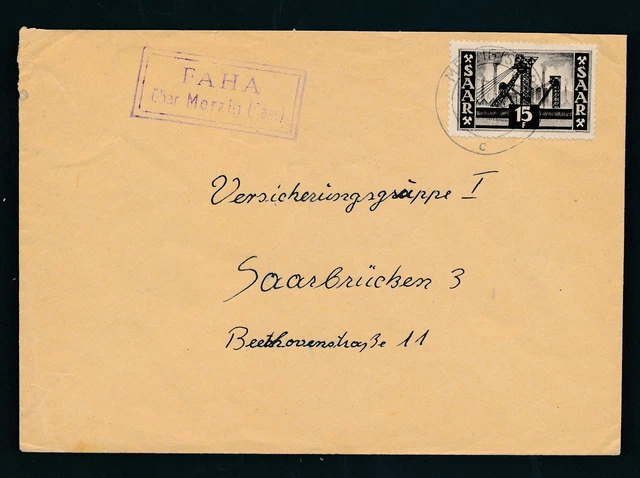 FAHA
über Merzig (Saar)
SAAR
SAAR
15
F
c
Versicherungsgruppe I
Saarbrücken 3
Beethovenstraße 11